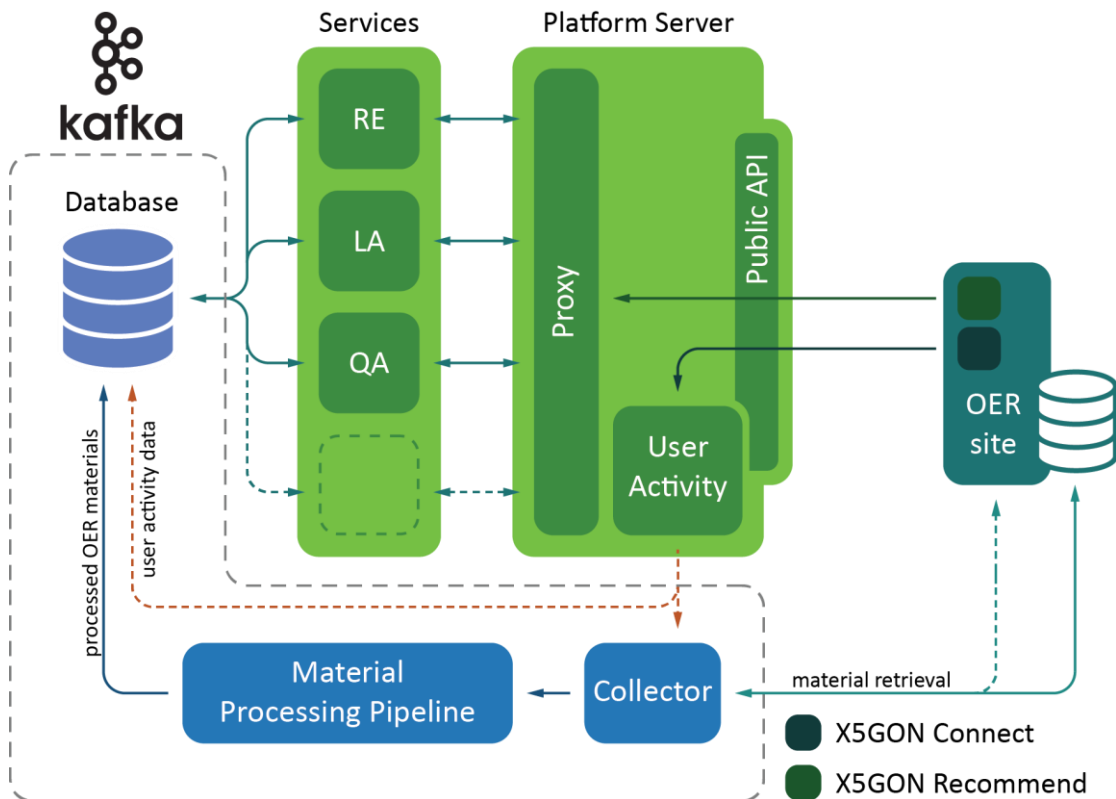 Services
Platform Server
kafka
Database
RE
LA
QA
Proxy
Public API
User
Activity
OER
site
processed OER materials
user activity data
Material
Processing Pipeline
Collector
material retrieval
X5GON Connect
X5GON Recommend